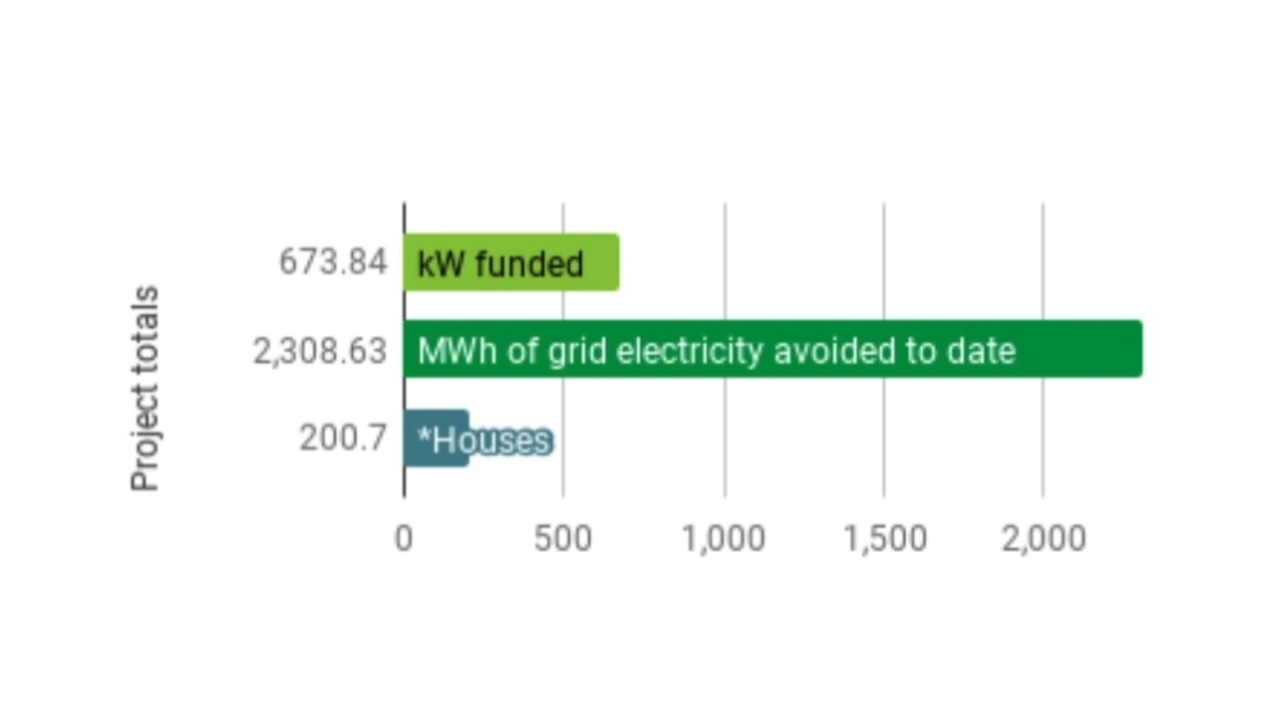 Project totals
673.84 kW funded
2,308.63 MWh of grid electricity avoided to date
200.7 *Houses
0 500 1,000 1,500 2,000